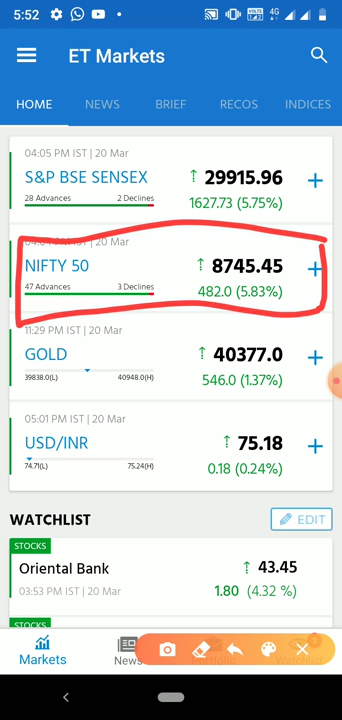 5:52
4G
ET Markets
HOME NEWS BRIEF RECOS INDICES
04:05 PM IST | 20 Mar
S&P BSE SENSEX 29915.96
28 Advances 2 Declines 1627.73 (5.75%)
20 Mar
NIFTY 50 8745.45
47 Advances 3 Declines 482.0 (5.83%)
11:29 PM IST | 20 Mar
GOLD 40377.0
39838.0(L) 40948.0(H) 546.0 (1.37%)
05:01 PM IST | 20 Mar
USD/INR 75.18
74.71(L) 75.24(H) 0.18 (0.24%)
WATCHLIST EDIT
STOCKS
Oriental Bank 43.45
03:53 PM IST | 20 Mar 1.80 (4.32 %)
STOCKS
Markets News